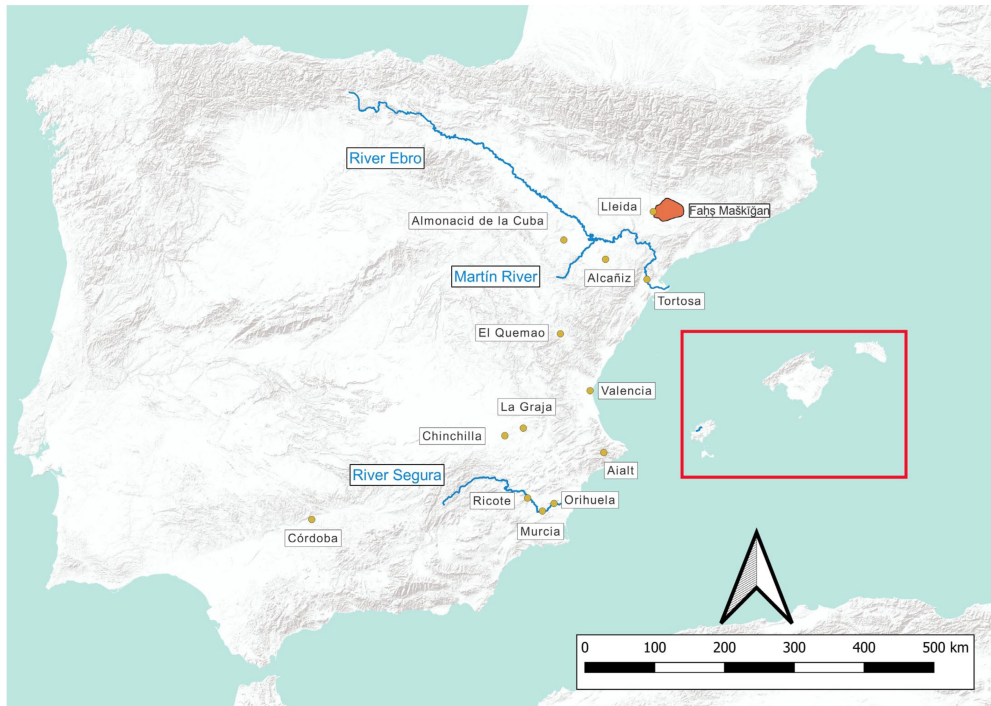 River Ebro
Lleida
Faḥṣ Maškīğan
Almonacid de la Cuba
Martín River
Alcañiz
Tortosa
El Quemao
Valencia
La Graja
Chinchilla
Aialt
River Segura
Ricote
Orihuela
Murcia
Córdoba
0 100 200 300 400 500 km